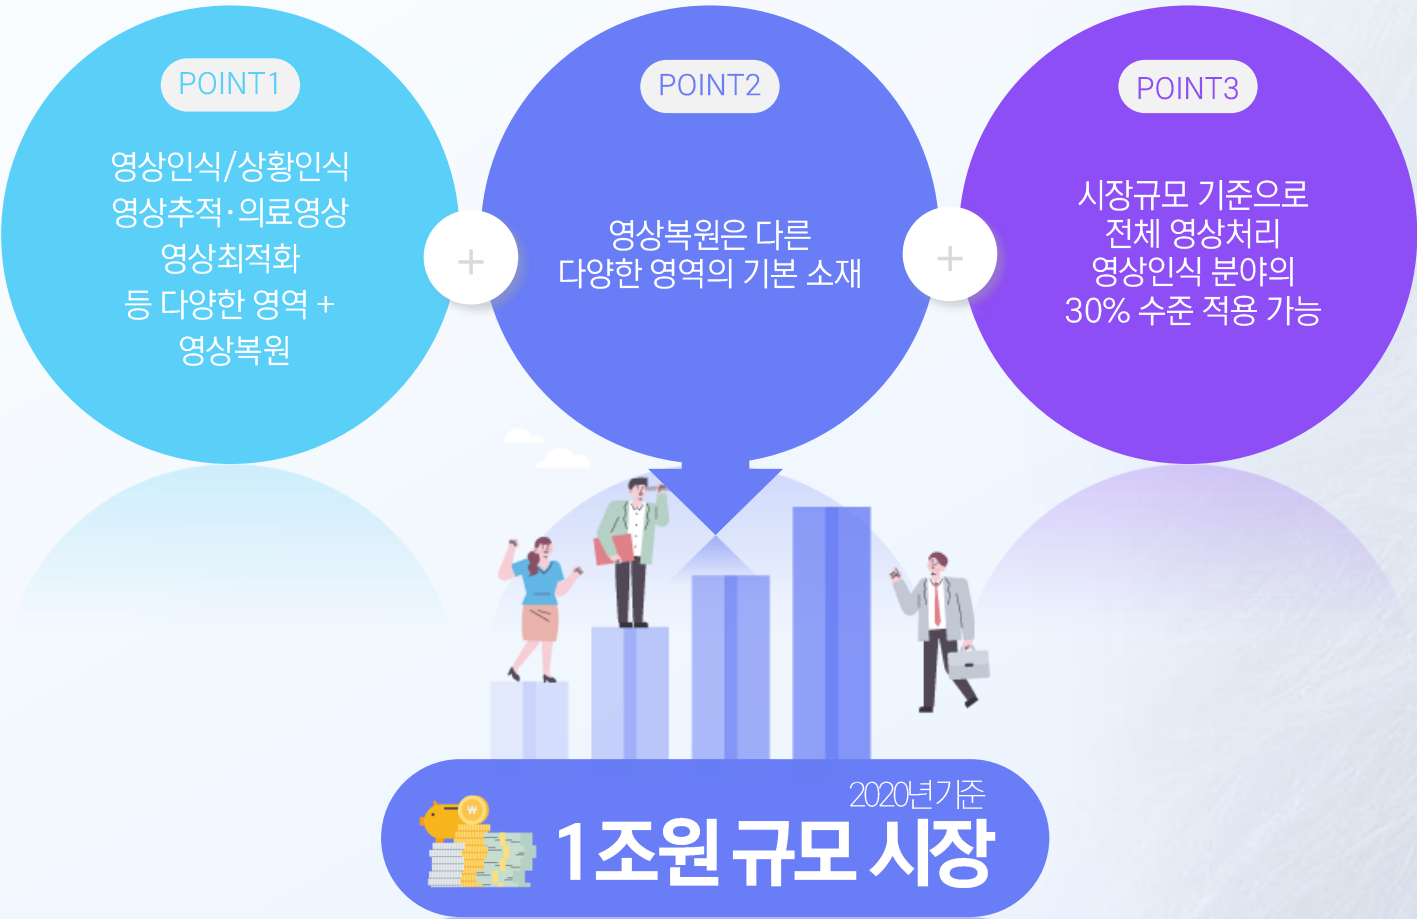 POINT1
영상인식/상황인식
영상추적·의료영상
영상최적화
등 다양한 영역 +
영상복원
+
POINT2
영상복원은 다른
다양한 영역의 기본 소재
+
POINT3
시장규모 기준으로
전체 영상처리
영상인식 분야의
30% 수준 적용 가능
2020년 기준
₩
1조원 규모 시장